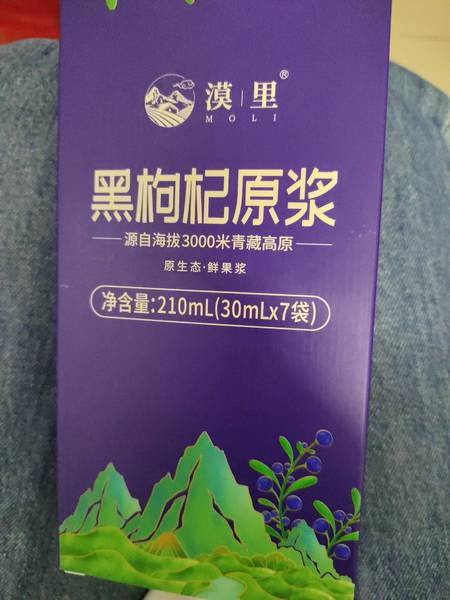 漠里®
MOLI
黑枸杞原浆
源自海拔3000米青藏高原
原生态·鲜果浆
净含量:210mL(30mLx7袋)